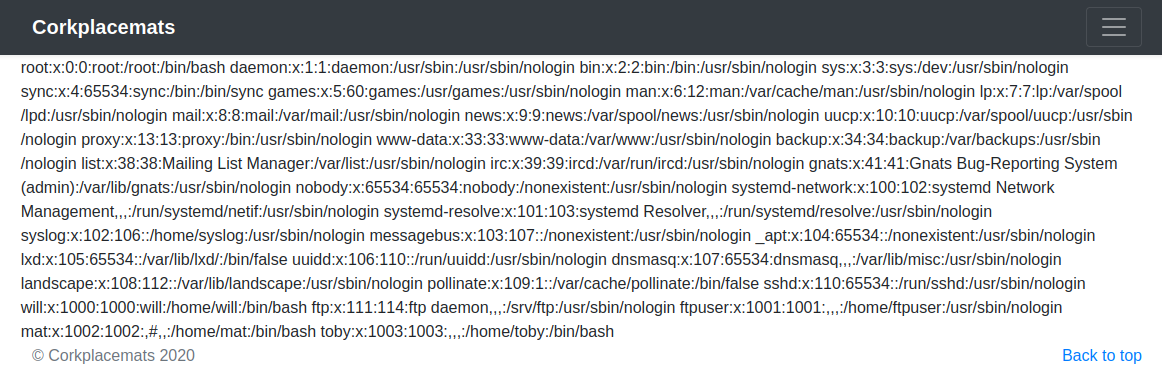 Corkplacemats
root:x:0:0:root:/root:/bin/bash daemon:x:1:1:daemon:/usr/sbin:/usr/sbin/nologin bin:x:2:2:bin:/bin:/usr/sbin/nologin sys:x:3:3:sys:/dev:/usr/sbin/nologin
sync:x:4:65534:sync:/bin:/bin/sync games:x:5:60:games:/usr/games:/usr/sbin/nologin man:x:6:12:man:/var/cache/man:/usr/sbin/nologin lp:x:7:7:lp:/var/spool
/lpd:/usr/sbin/nologin mail:x:8:8:mail:/var/mail:/usr/sbin/nologin news:x:9:9:news:/var/spool/news:/usr/sbin/nologin uucp:x:10:10:uucp:/var/spool/uucp:/usr/sbin
/nologin proxy:x:13:13:proxy:/bin:/usr/sbin/nologin www-data:x:33:33:www-data:/var/www:/usr/sbin/nologin backup:x:34:34:backup:/var/backups:/usr/sbin
/nologin list:x:38:38:Mailing List Manager:/var/list:/usr/sbin/nologin irc:x:39:39:ircd:/var/run/ircd:/usr/sbin/nologin gnats:x:41:41:Gnats Bug-Reporting System
(admin):/var/lib/gnats:/usr/sbin/nologin nobody:x:65534:65534:nobody:/nonexistent:/usr/sbin/nologin systemd-network:x:100:102:systemd Network
Management,,,:/run/systemd/netif:/usr/sbin/nologin systemd-resolve:x:101:103:systemd Resolver,,,:/run/systemd/resolve:/usr/sbin/nologin
syslog:x:102:106::/home/syslog:/usr/sbin/nologin messagebus:x:103:107::/nonexistent:/usr/sbin/nologin _apt:x:104:65534::/nonexistent:/usr/sbin/nologin
lxd:x:105:65534::/var/lib/lxd/:/bin/false uuidd:x:106:110::/run/uuidd:/usr/sbin/nologin dnsmasq:x:107:65534:dnsmasq,,,:/var/lib/misc:/usr/sbin/nologin
landscape:x:108:112::/var/lib/landscape:/usr/sbin/nologin pollinate:x:109:1::/var/cache/pollinate:/bin/false sshd:x:110:65534::/run/sshd:/usr/sbin/nologin
will:x:1000:1000:will:/home/will:/bin/bash ftp:x:111:114:ftp daemon,,,:/srv/ftp:/usr/sbin/nologin ftpuser:x:1001:1001:,,,:/home/ftpuser:/usr/sbin/nologin
mat:x:1002:1002:,#,,:/home/mat:/bin/bash toby:x:1003:1003:,,,:/home/toby:/bin/bash
© Corkplacemats 2020
Back to top